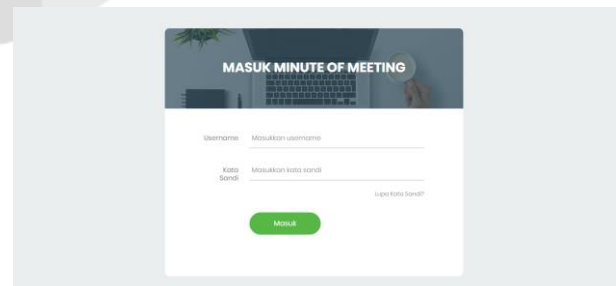 MASUK MINUTE OF MEETING
Username Masukkan username
Kata Sandi Masukkan kata sandi
Lupa Kata Sandi?
Masuk